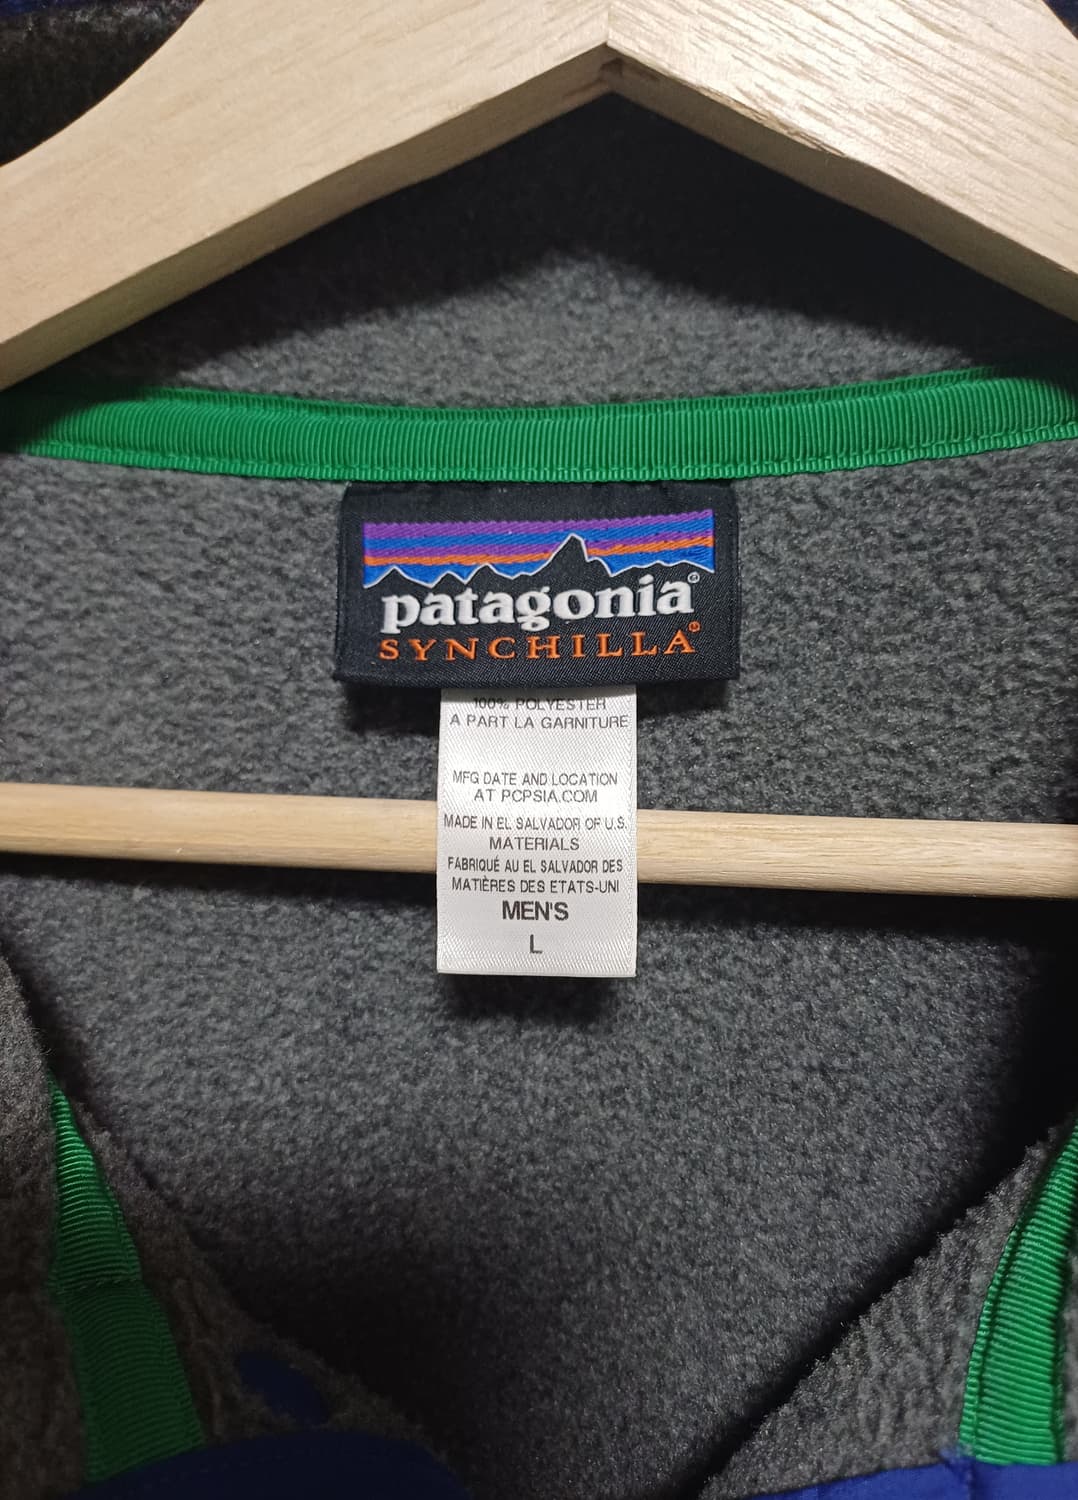 patagonia®
SYNCHILLA®
100% POLYESTER
A PART LA GARNITURE
MFG DATE AND LOCATION
AT PCPSIA.COM
MADE IN EL SALVADOR OF U.S.
MATERIALS
FABRIQUÉ AU EL SALVADOR DES
MATIÈRES DES ETATS-UNI
MEN'S
L